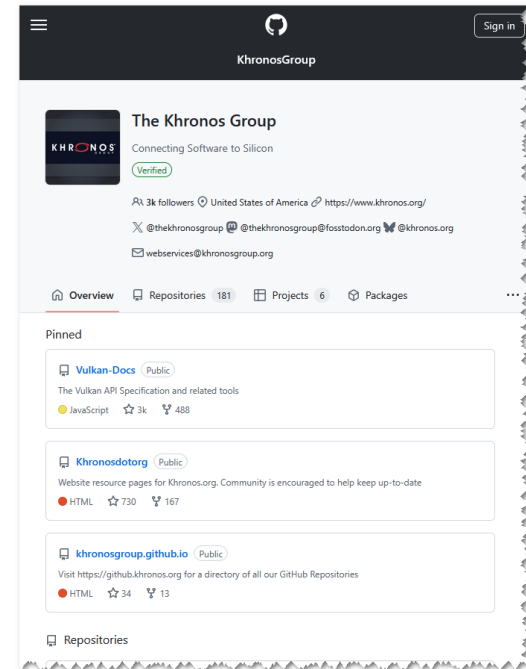 Sign in
KhronosGroup
KHRONOS
GROUP
The Khronos Group
Connecting Software to Silicon
Verified
3k followers United States of America https://www.khronos.org/
@thekhronosgroup @thekhronosgroup@fosstodon.org @khronos.org
webservices@khronosgroup.org
Overview Repositories 181 Projects 6 Packages ...
Pinned
Vulkan-Docs Public
The Vulkan API Specification and related tools
JavaScript 3k 488
Khronosdotorg Public
Website resource pages for Khronos.org. Community is encouraged to help keep up-to-date
HTML 730 167
khronosgroup.github.io Public
Visit https://github.khronos.org for a directory of all our GitHub Repositories
HTML 34 13
Repositories